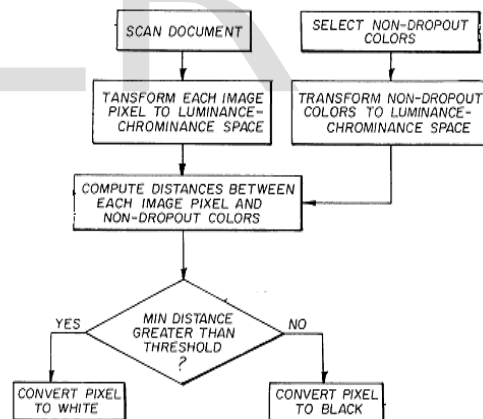 SCAN DOCUMENT
SELECT NON-DROPOUT
COLORS
TANSFORM EACH IMAGE
PIXEL TO LUMINANCE-
CHROMINANCE SPACE
TRANSFORM NON-DROPOUT
COLORS TO LUMINANCE-
CHROMINANCE SPACE
COMPUTE DISTANCES BETWEEN
EACH IMAGE PIXEL AND
NON-DROPOUT COLORS
YES
MIN DISTANCE
GREATER THAN
THRESHOLD
?
NO
CONVERT PIXEL
TO WHITE
CONVERT PIXEL
TO BLACK